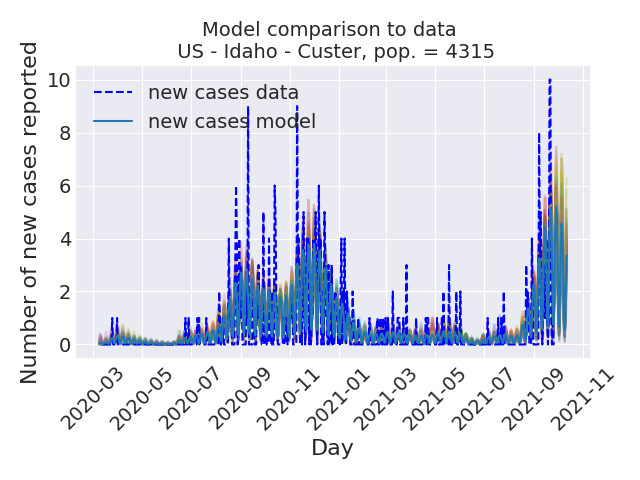 Model comparison to data
US - Idaho - Custer, pop. = 4315
Number of new cases reported
10
8
6
4
2
0
new cases data
new cases model
2020-03
2020-05
2020-07
2020-09
2020-11
2021-01
2021-03
2021-05
2021-07
2021-09
2021-11
Day